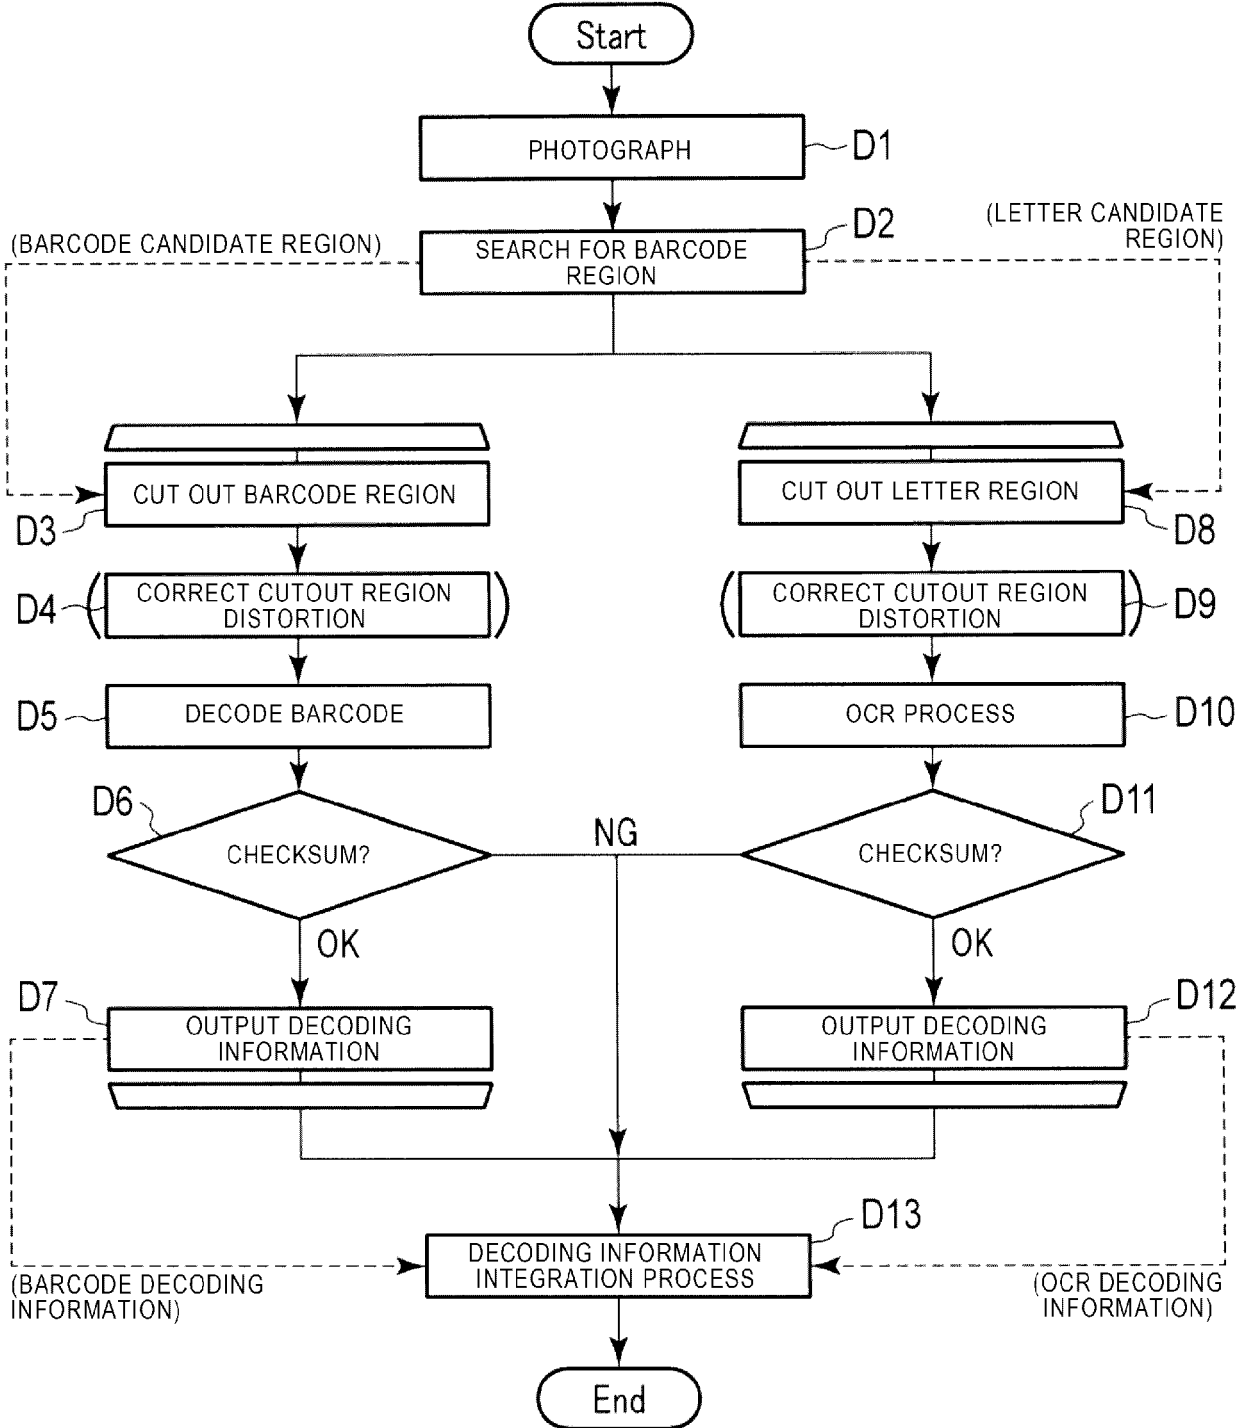 Start
PHOTOGRAPH
D1
(BARCODE CANDIDATE REGION)
SEARCH FOR BARCODE
REGION
D2
(LETTER CANDIDATE
REGION)
CUT OUT BARCODE REGION
D3
CORRECT CUTOUT REGION
DISTORTION
D4
DECODE BARCODE
D5
CHECKSUM?
D6
NG
OK
OUTPUT DECODING
INFORMATION
D7
CUT OUT LETTER REGION
D8
CORRECT CUTOUT REGION
DISTORTION
D9
OCR PROCESS
D10
CHECKSUM?
D11
OK
OUTPUT DECODING
INFORMATION
D12
DECODING INFORMATION
INTEGRATION PROCESS
D13
(BARCODE DECODING
INFORMATION)
(OCR DECODING
INFORMATION)
End